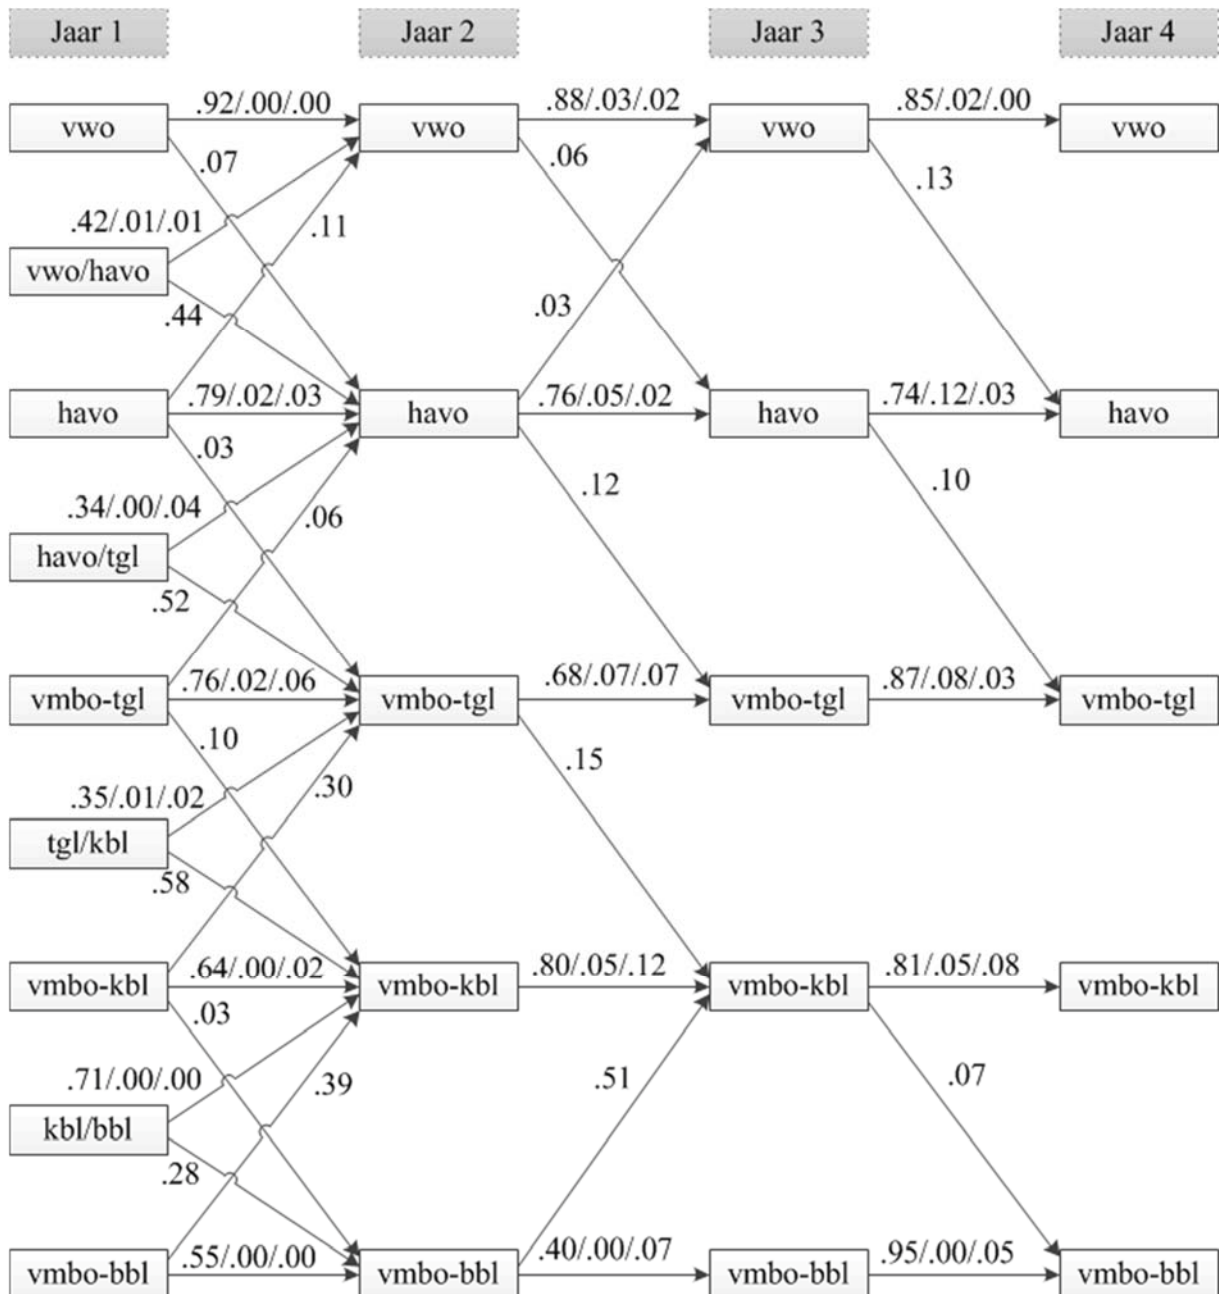 Jaar 1 Jaar 2 Jaar 3 Jaar 4
.92/.00/.00 .88/.03/.02 .85/.02/.00
vwo vwo vwo vwo
.07 .06 .13
.42/.01/.01 .11
vwo/havo
.44 .03
.79/.02/.03 .76/.05/.02 .74/.12/.03
havo havo havo havo
.03 .12 .10
.34/.00/.04 .06
havo/tgl
.52
.76/.02/.06 .68/.07/.07 .87/.08/.03
vmbo-tgl vmbo-tgl vmbo-tgl vmbo-tgl
.10 .15
.35/.01/.02 .30
tgl/kbl
.58
.64/.00/.02 .80/.05/.12 .81/.05/.08
vmbo-kbl vmbo-kbl vmbo-kbl vmbo-kbl
.03 .51 .07
.71/.00/.00 .39
kbl/bbl
.28
.55/.00/.00 .40/.00/.07 .95/.00/.05
vmbo-bbl vmbo-bbl vmbo-bbl vmbo-bbl